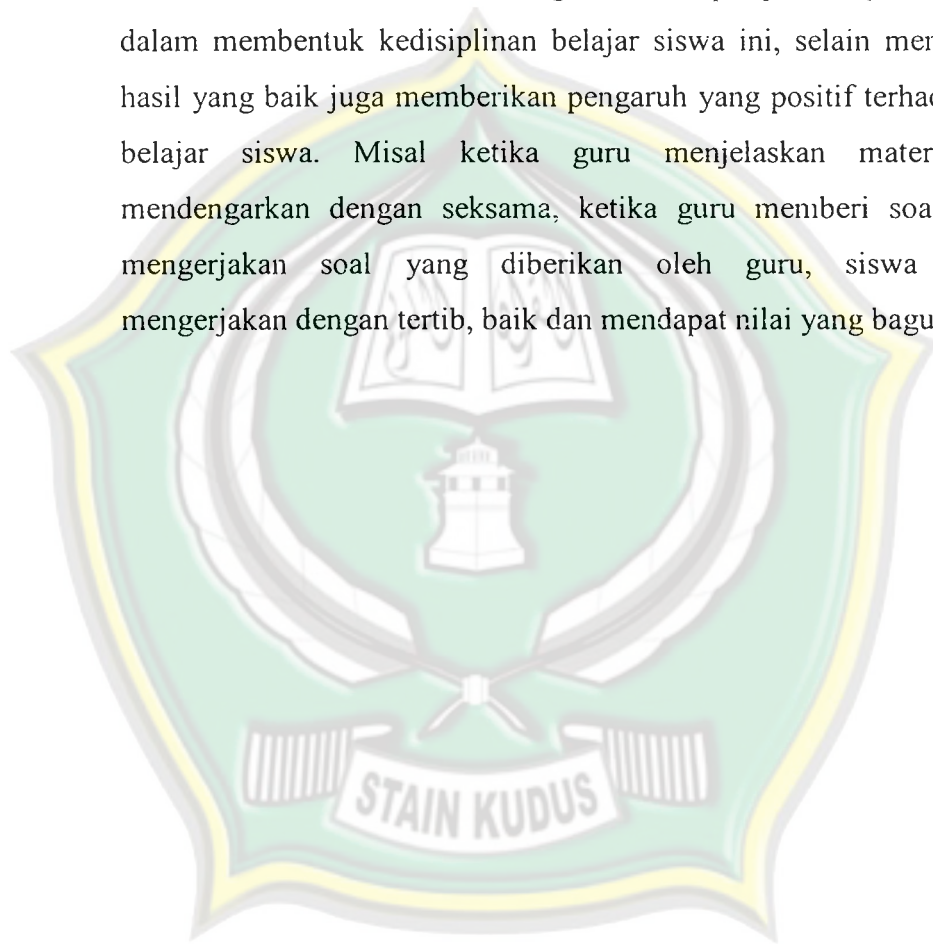 dalam membentuk kedisiplinan belajar siswa ini, selain
hasil yang baik juga memberikan pengaruh yang positif
belajar siswa. Misal ketika guru menjelaskan
mendengarkan dengan seksama, ketika guru memberi
mengerjakan soal yang diberikan oleh guru, siswa
mengerjakan dengan tertib, baik dan mendapat nilai yang
STAIN KUDUS